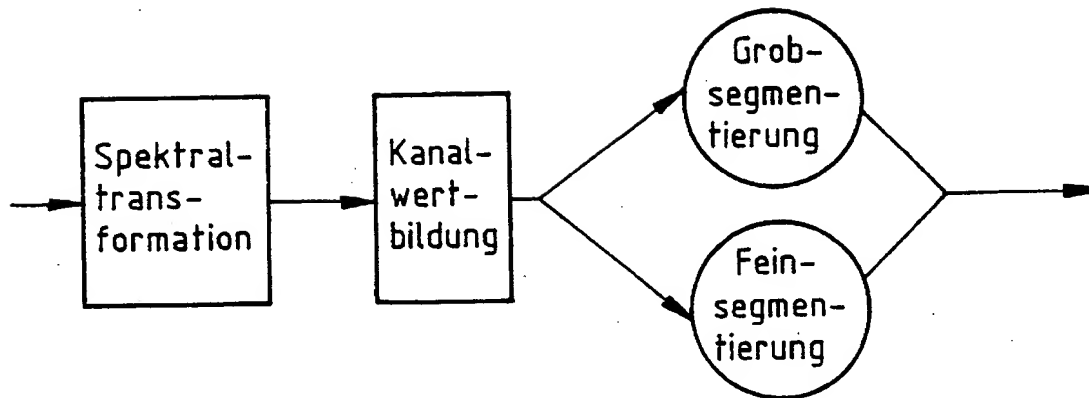 Spektral-
trans-
formation
Kanal-
wert-
bildung
Grob-
segmen-
tierung
Fein-
segmen-
tierung